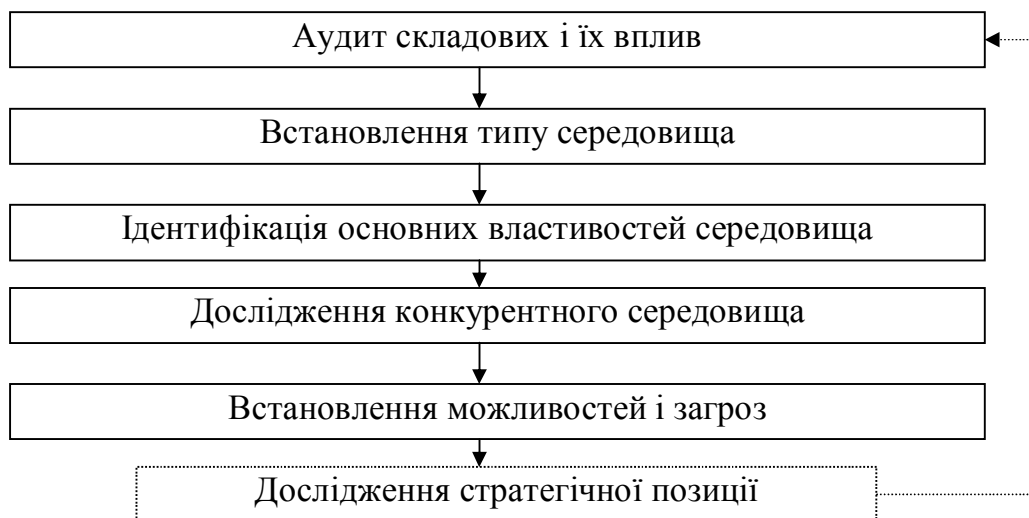 Аудит складових і їх вплив
Встановлення типу середовища
Ідентифікація основних властивостей середовища
Дослідження конкурентного середовища
Встановлення можливостей і загроз
Дослідження стратегічної позиції